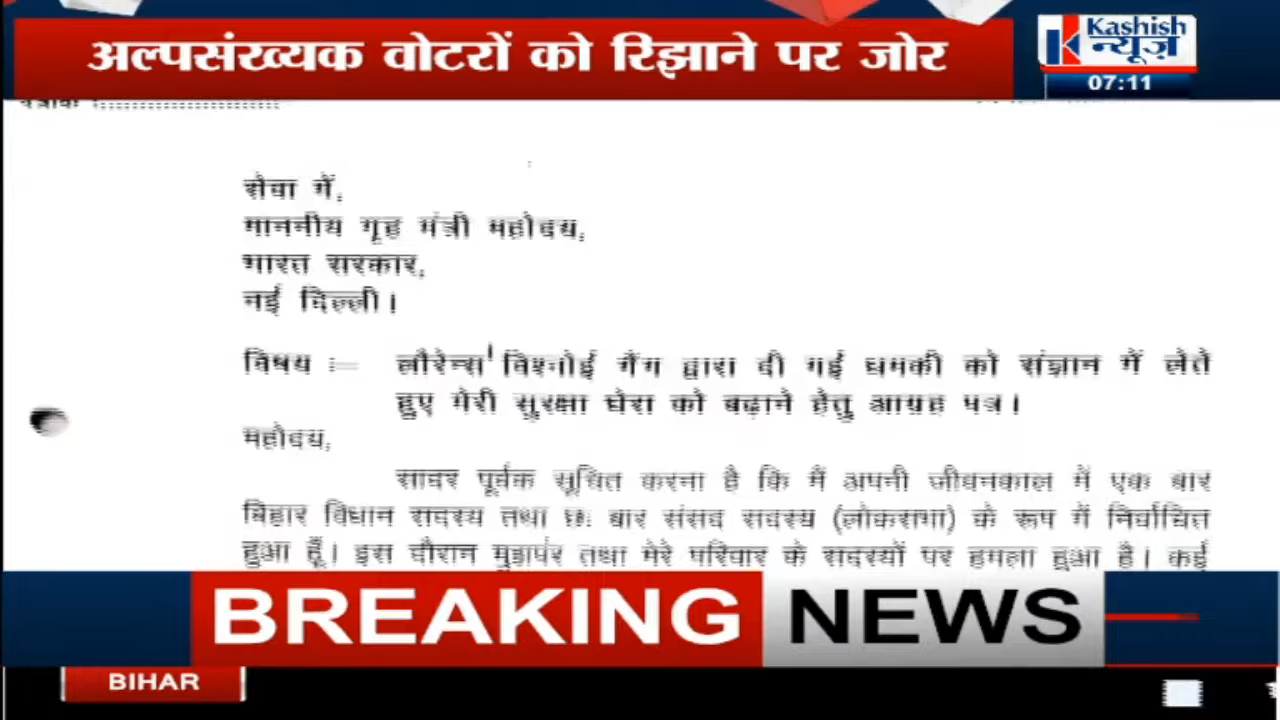 अल्पसंख्यक वोटरों को रिझाने पर जोर
Kashish
न्यूज़
07:11
सेवा में,
माननीय गृह मंत्री महोदय,
भारत सरकार,
नई दिल्ली।
विषय :— लौरेन्स विश्नोई गैंग द्वारा दी गई धमकी को संज्ञान में लेते
हुए मेरी सुरक्षा घेरा को बढ़ाने हेतु आग्रह पत्र।
महोदय,
सादर पूर्वक सूचित करना है कि मैं अपनी जीवनकाल में एक बार
बिहार विधान सदस्य तथा छः बार संसद सदस्य (लोकसभा) के रूप में निर्वाचित
हुआ हूँ। इस दौरान मुझपर तथा मेरे परिवार के सदस्यों पर हमला हुआ है। कई
BREAKING NEWS
BIHAR